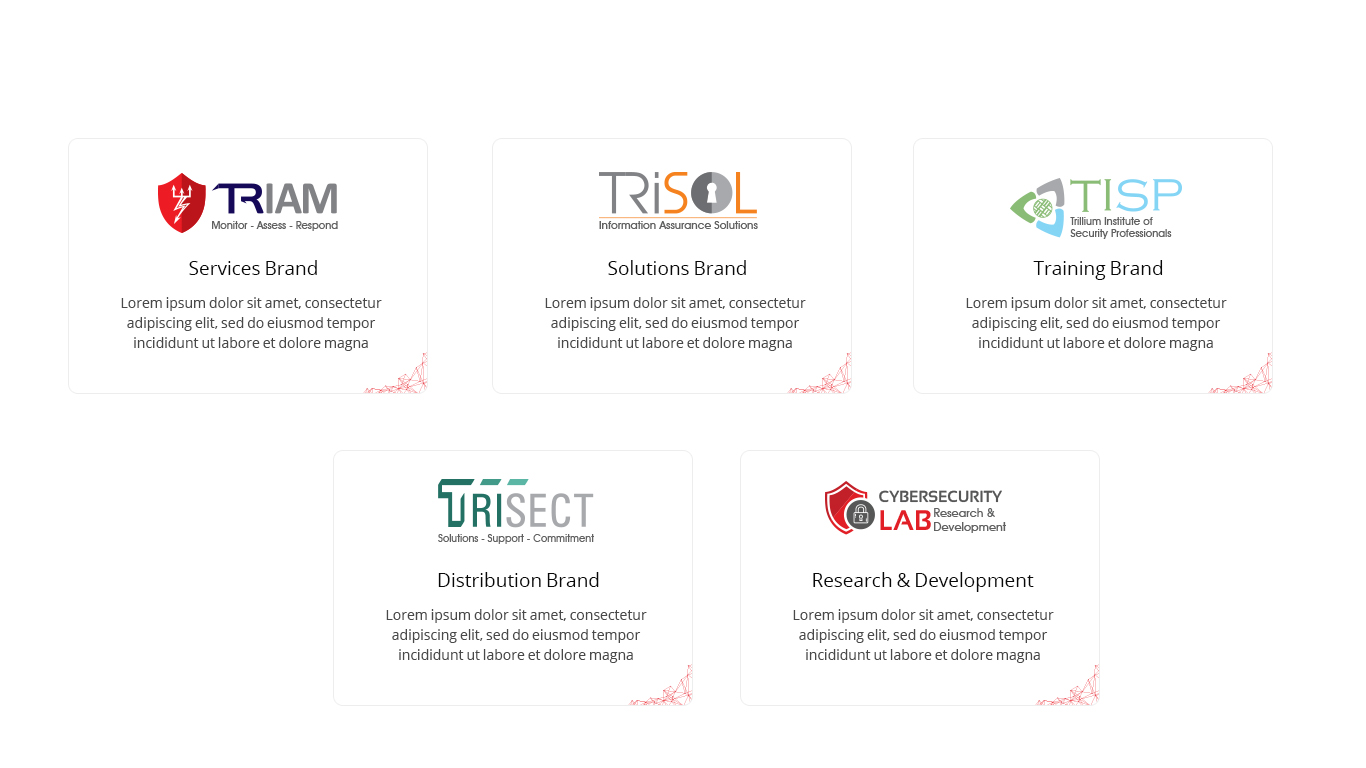 TRIAM
Monitor - Assess - Respond
Services Brand
Lorem ipsum dolor sit amet, consectetur
adipiscing elit, sed do eiusmod tempor
incididunt ut labore et dolore magna
TRiSOL
Information Assurance Solutions
Solutions Brand
Lorem ipsum dolor sit amet, consectetur
adipiscing elit, sed do eiusmod tempor
incididunt ut labore et dolore magna
TISP
Trillium Institute of
Security Professionals
Training Brand
Lorem ipsum dolor sit amet, consectetur
adipiscing elit, sed do eiusmod tempor
incididunt ut labore et dolore magna
TRISECT
Solutions - Support - Commitment
Distribution Brand
Lorem ipsum dolor sit amet, consectetur
adipiscing elit, sed do eiusmod tempor
incididunt ut labore et dolore magna
CYBERSECURITY
LAB
Research &
Development
Research & Development
Lorem ipsum dolor sit amet, consectetur
adipiscing elit, sed do eiusmod tempor
incididunt ut labore et dolore magna